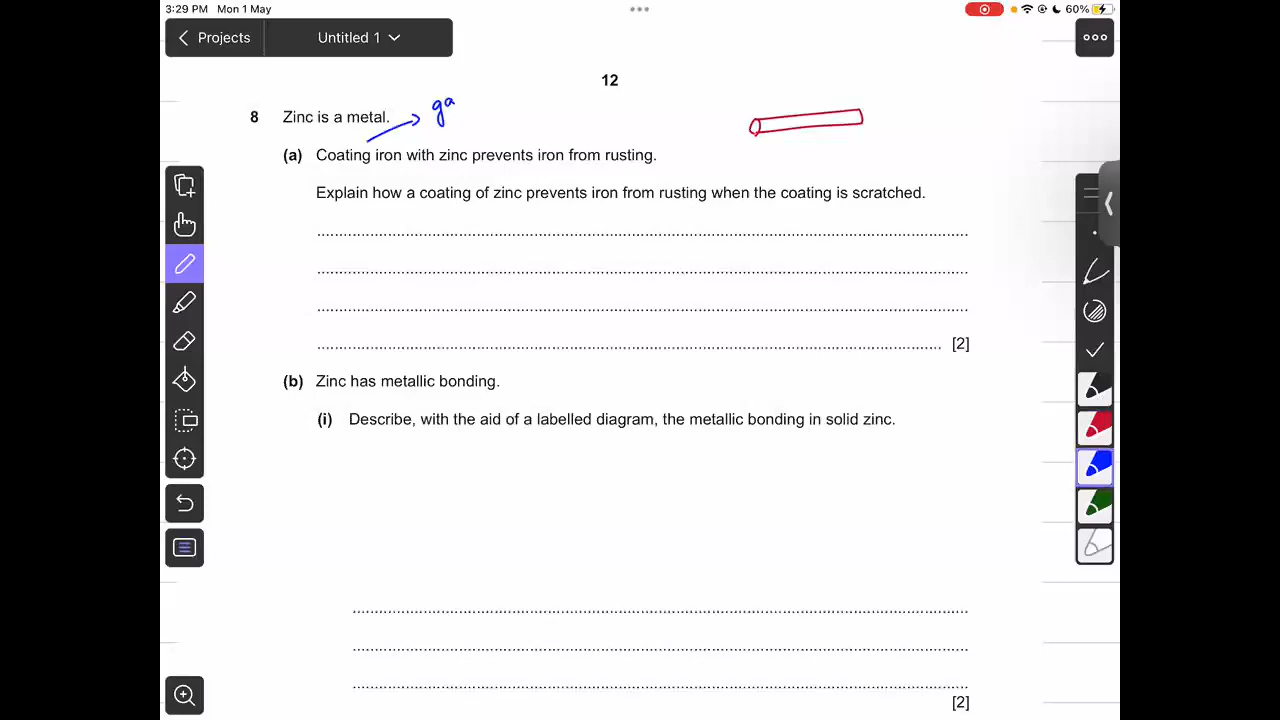 3:29 PM Mon 1 May
60%
Projects
Untitled 1
12
8 Zinc is a metal.
ga
(a) Coating iron with zinc prevents iron from rusting.
Explain how a coating of zinc prevents iron from rusting when the coating is scratched.
[2]
(b) Zinc has metallic bonding.
(i) Describe, with the aid of a labelled diagram, the metallic bonding in solid zinc.
[2]